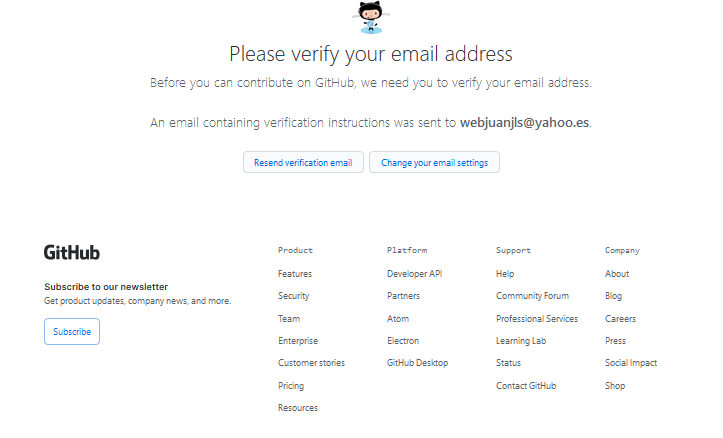 Please verify your email address
Before you can contribute on GitHub, we need you to verify your email address.
An email containing verification instructions was sent to webjuanjls@yahoo.es.
Resend verification email
Change your email settings
GitHub
Subscribe to our newsletter
Get product updates, company news, and more.
Subscribe
Product
Features
Security
Team
Enterprise
Customer stories
Pricing
Resources
Platform
Developer API
Partners
Atom
Electron
GitHub Desktop
Support
Help
Community Forum
Professional Services
Learning Lab
Status
Contact GitHub
Company
About
Blog
Careers
Press
Social Impact
Shop